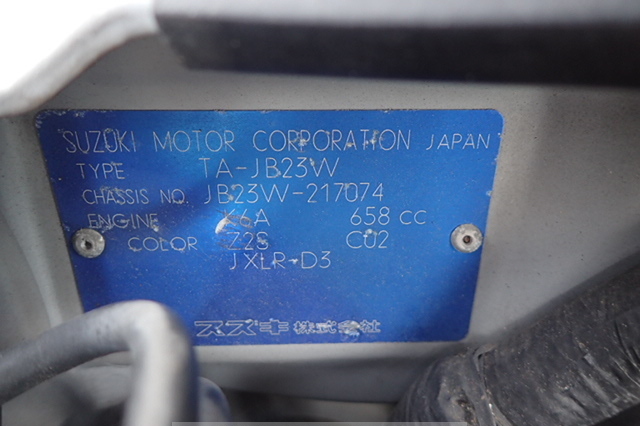 SUZUKI MOTOR CORPORATION JAPAN
TYPE TA-JB23W
CHASSIS NO. JB23W-217074
ENGINE K6A 658 CC
COLOR Z2S C02
JXLR-D3
スズキ株式会社